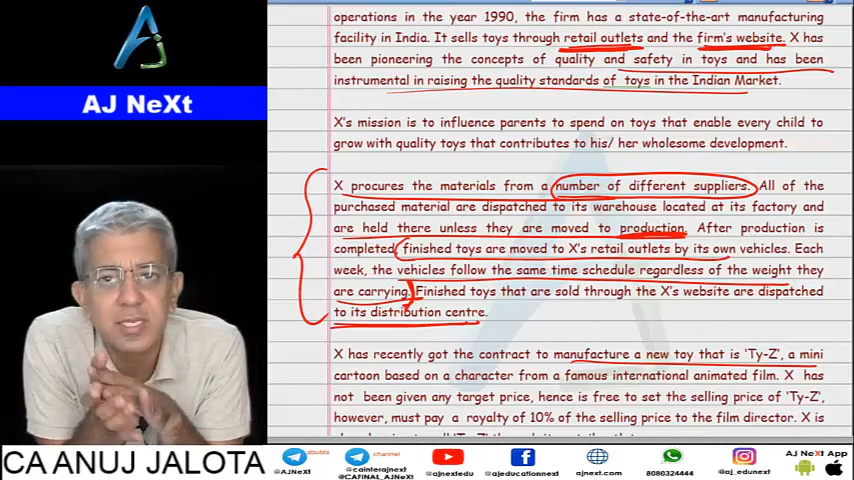 operations in the year 1990, the firm has a state-of-the-art manufacturing
facility in India. It sells toys through retail outlets and the firm's website. X has
been pioneering the concepts of quality and safety in toys and has been
instrumental in raising the quality standards of toys in the Indian Market.
X's mission is to influence parents to spend on toys that enable every child to
grow with quality toys that contributes to his/ her wholesome development.
X procures the materials from a number of different suppliers. All of the
purchased material are dispatched to its warehouse located at its factory and
are held there unless they are moved to production. After production is
completed, finished toys are moved to X's retail outlets by its own vehicles. Each
week, the vehicles follow the same time schedule regardless of the weight they
are carrying. Finished toys that are sold through the X's website are dispatched
to its distribution centre.
X has recently got the contract to manufacture a new toy that is 'Ty-Z', a mini
cartoon based on a character from a famous international animated film. X has
not been given any target price, hence is free to set the selling price of 'Ty-Z',
however, must pay a royalty of 10% of the selling price to the film director. X is
AJ NeXt
CA ANUJ JALOTA
doubts
@AJNext
channel
@cainterajnext
@CAFINAL_AJNeXt
@ajnextedu
@ajeducationnext
ajnext.com
8080324444
@aj_edunext
AJ NeXt App